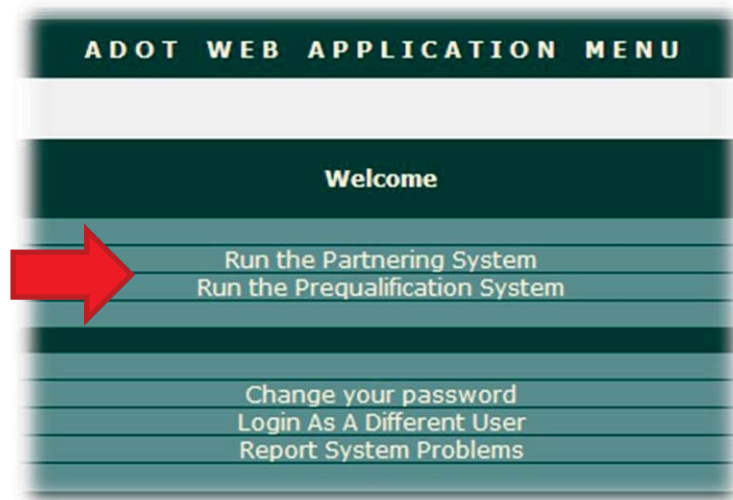 ADOT WEB APPLICATION MENU
Welcome
Run the Partnering System
Run the Prequalification System
Change your password
Login As A Different User
Report System Problems